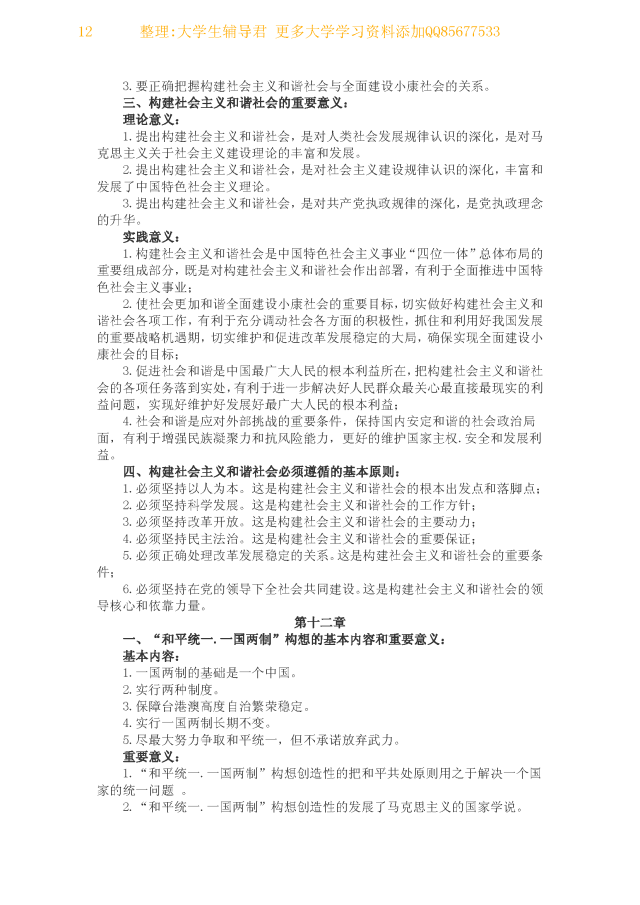 12 整理:大学生辅导君 更多大学学习资料添加QQ85677533
3.要正确把握构建社会主义和谐社会与全面建设小康社会的关系。
三、构建社会主义和谐社会的重要意义:
理论意义:
1.提出构建社会主义和谐社会,是对人类社会发展规律认识的深化,是对马
克思主义关于社会主义建设理论的丰富和发展。
2.提出构建社会主义和谐社会,是对社会主义建设规律认识的深化,丰富和
发展了中国特色社会主义理论。
3.提出构建社会主义和谐社会,是对共产党执政规律的深化,是党执政理念
的升华。
实践意义:
1.构建社会主义和谐社会是中国特色社会主义事业“四位一体”总体布局的
重要组成部分,既是对构建社会主义和谐社会作出部署,有利于全面推进中国特
色社会主义事业;
2.使社会更加和谐全面建设小康社会的重要目标,切实做好构建社会主义和
谐社会各项工作,有利于充分调动社会各方面的积极性,抓住和利用好我国发展
的重要战略机遇期,切实维护和促进改革发展稳定的大局,确保实现全面建设小
康社会的目标;
3.促进社会和谐是中国最广大人民的根本利益所在,把构建社会主义和谐社
会的各项任务落到实处,有利于进一步解决好人民群众最关心最直接最现实的利
益问题,实现好维护好发展好最广大人民的根本利益;
4.社会和谐是应对外部挑战的重要条件,保持国内安定和谐的社会政治局
面,有利于增强民族凝聚力和抗风险能力,更好的维护国家主权.安全和发展利
益。
四、构建社会主义和谐社会必须遵循的基本原则:
1.必须坚持以人为本。这是构建社会主义和谐社会的根本出发点和落脚点;
2.必须坚持科学发展。这是构建社会主义和谐社会的工作方针;
3.必须坚持改革开放。这是构建社会主义和谐社会的主要动力;
4.必须坚持民主法治。这是构建社会主义和谐社会的重要保证;
5.必须正确处理改革发展稳定的关系。这是构建社会主义和谐社会的重要条
件;
6.必须坚持在党的领导下全社会共同建设。这是构建社会主义和谐社会的领
导核心和依靠力量。
第十二章
一、“和平统一.一国两制”构想的基本内容和重要意义:
基本内容:
1.一国两制的基础是一个中国。
2.实行两种制度。
3.保障台港澳高度自治繁荣稳定。
4.实行一国两制长期不变。
5.尽最大努力争取和平统一,但不承诺放弃武力。
重要意义:
1.“和平统一.一国两制”构想创造性的把和平共处原则用之于解决一个国
家的统一问题 。
2.“和平统一.一国两制”构想创造性的发展了马克思主义的国家学说。